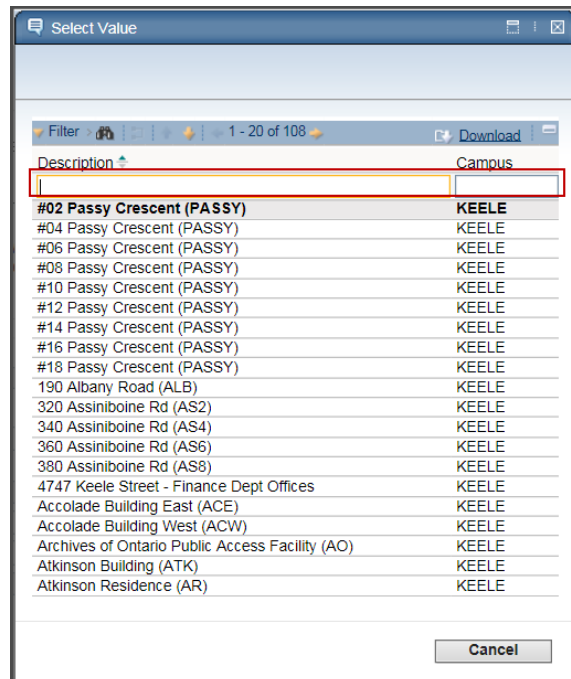 Select Value
Filter > 1 - 20 of 108 Download
Description Campus
#02 Passy Crescent (PASSY) KEELE
#04 Passy Crescent (PASSY) KEELE
#06 Passy Crescent (PASSY) KEELE
#08 Passy Crescent (PASSY) KEELE
#10 Passy Crescent (PASSY) KEELE
#12 Passy Crescent (PASSY) KEELE
#14 Passy Crescent (PASSY) KEELE
#16 Passy Crescent (PASSY) KEELE
#18 Passy Crescent (PASSY) KEELE
190 Albany Road (ALB) KEELE
320 Assiniboine Rd (AS2) KEELE
340 Assiniboine Rd (AS4) KEELE
360 Assiniboine Rd (AS6) KEELE
380 Assiniboine Rd (AS8) KEELE
4747 Keele Street - Finance Dept Offices KEELE
Accolade Building East (ACE) KEELE
Accolade Building West (ACW) KEELE
Archives of Ontario Public Access Facility (AO) KEELE
Atkinson Building (ATK) KEELE
Atkinson Residence (AR) KEELE
Cancel